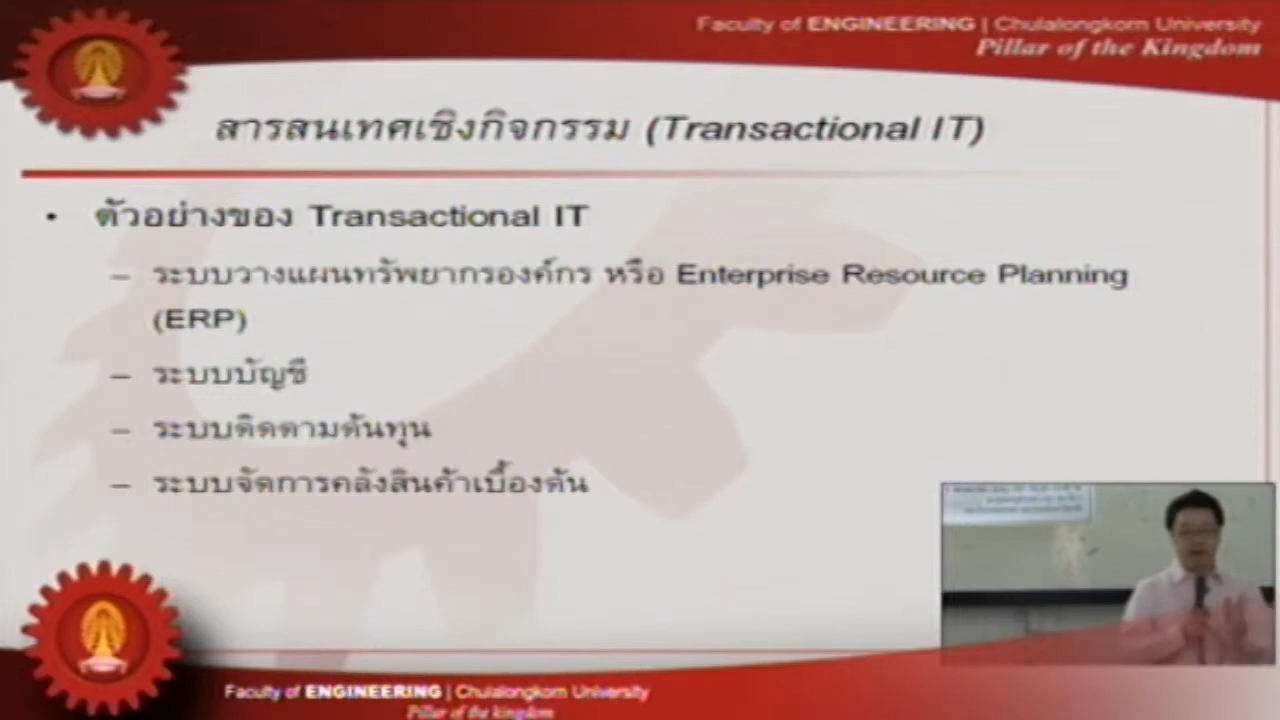 Faculty of ENGINEERING | Chulalongkorn University
Pillar of the Kingdom
สารสนเทศเชิงกิจกรรม (Transactional IT)
• ตัวอย่างของ Transactional IT
– ระบบวางแผนทรัพยากรองค์กร หรือ Enterprise Resource Planning
(ERP)
– ระบบบัญชี
– ระบบติดตามต้นทุน
– ระบบจัดการคลังสินค้าเบื้องต้น
Faculty of ENGINEERING | Chulalongkorn University
Pillar of the kingdom